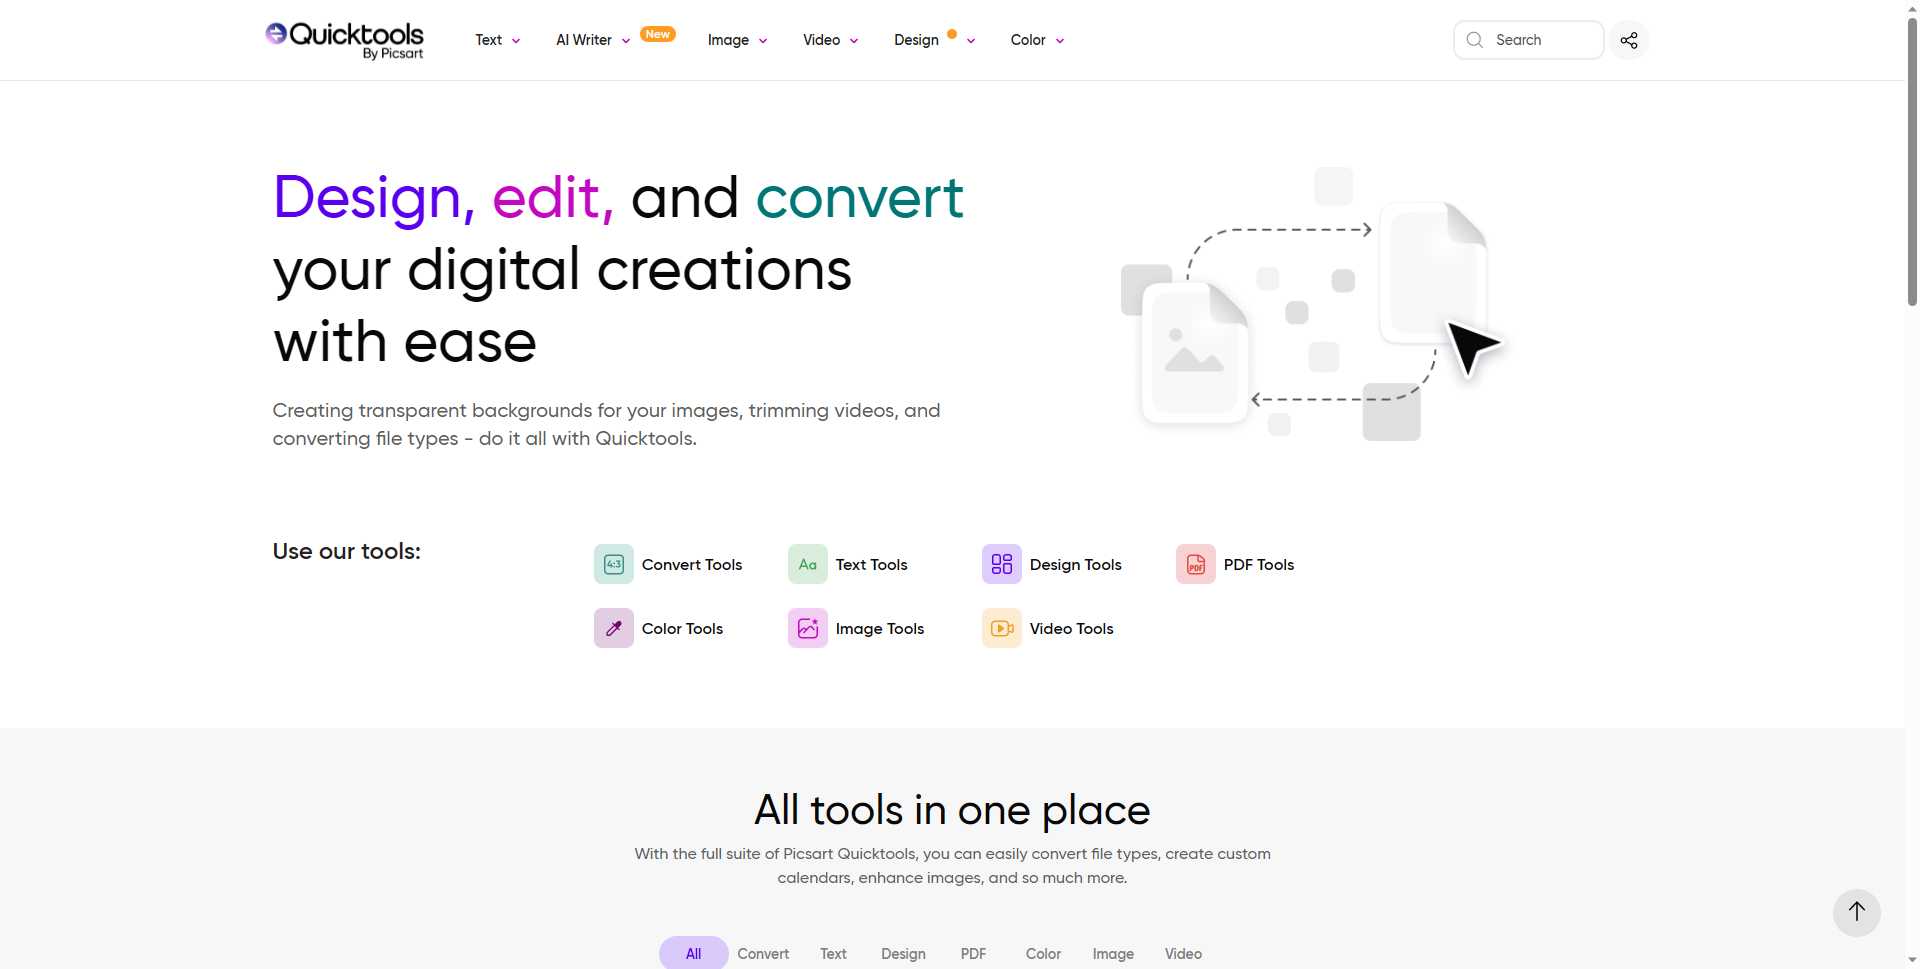 Quicktools
By Picsart
Text
AI Writer
New
Image
Video
Design
Color
Search
Design, edit, and convert
your digital creations
with ease
Creating transparent backgrounds for your images, trimming videos, and
converting file types - do it all with Quicktools.
Use our tools:
4:3
Convert Tools
Aa
Text Tools
Design Tools
PDF
PDF Tools
Color Tools
Image Tools
Video Tools
All tools in one place
With the full suite of Picsart Quicktools, you can easily convert file types, create custom
calendars, enhance images, and so much more.
All
Convert
Text
Design
PDF
Color
Image
Video